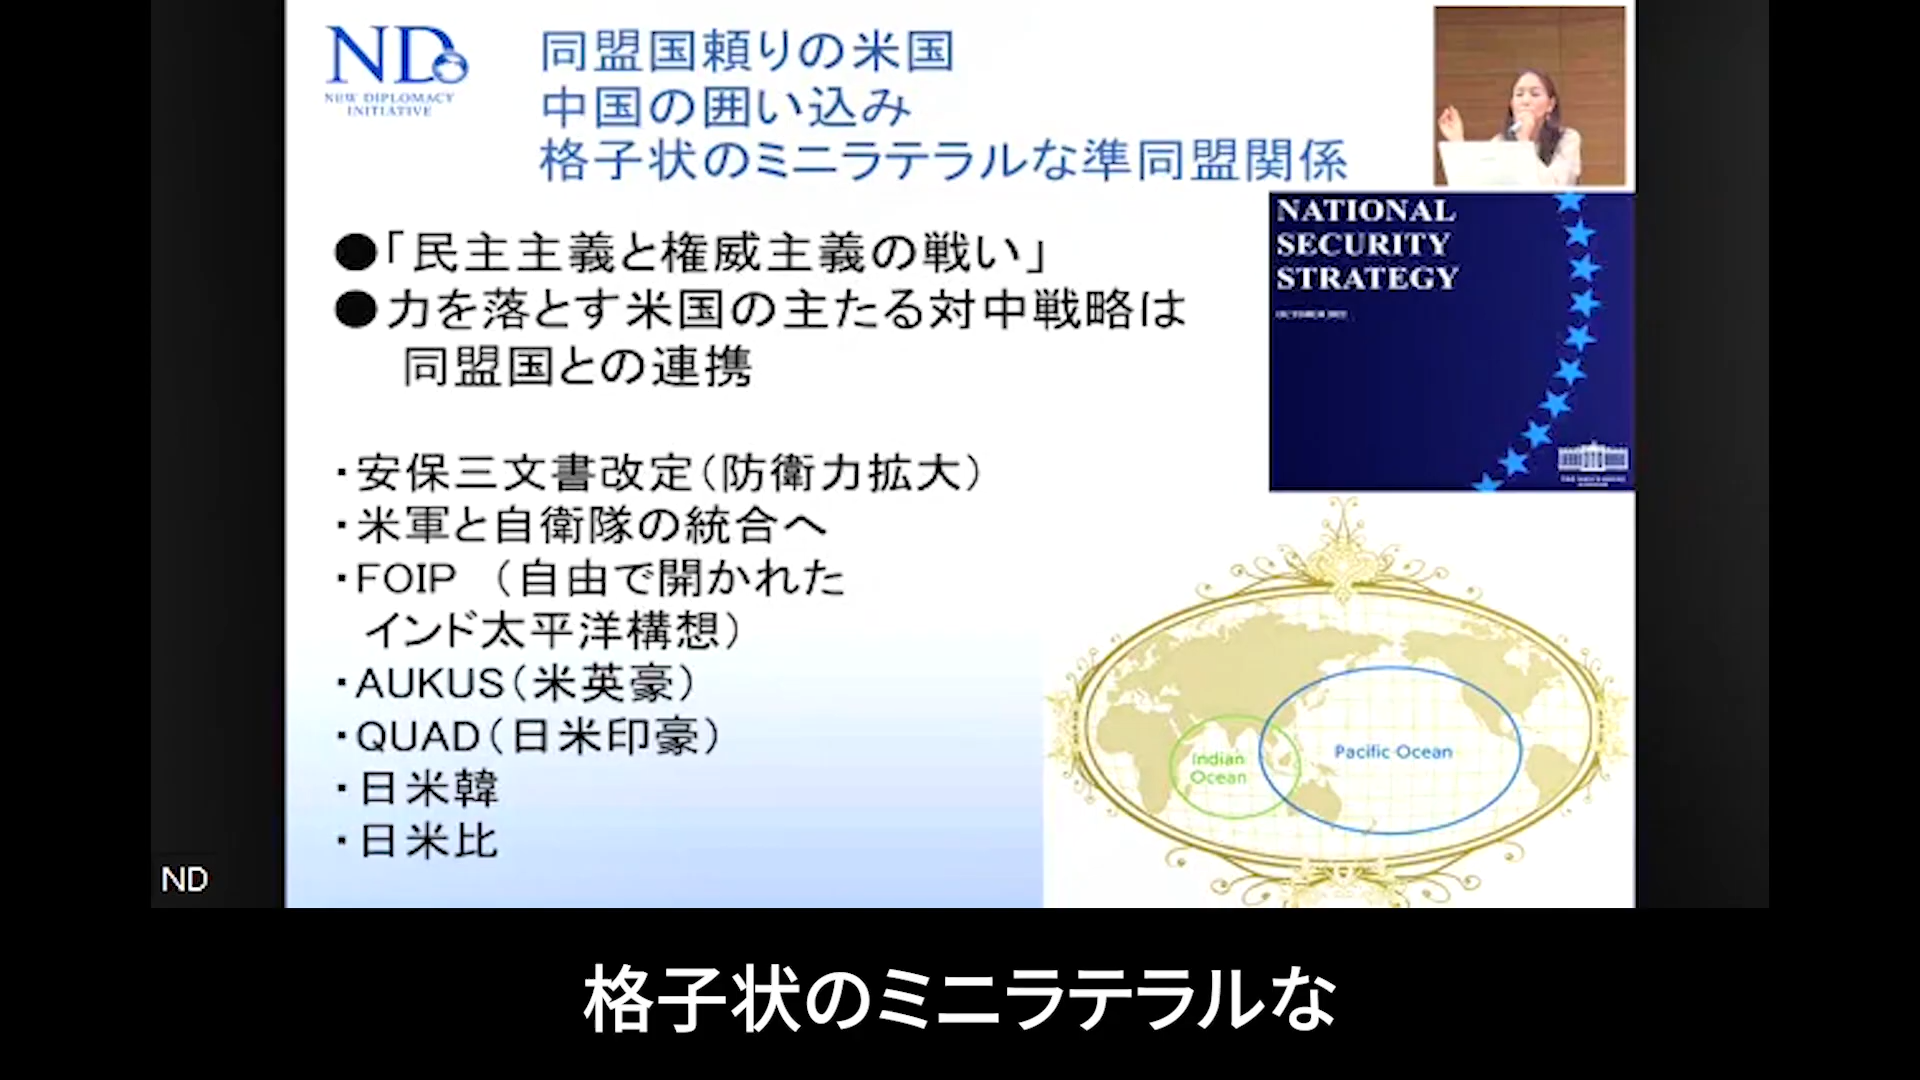 ND
NEW DIPLOMACY
INITIATIVE
同盟国頼りの米国
中国の囲い込み
格子状のミニラテラルな準同盟関係
●「民主主義と権威主義の戦い」
●力を落とす米国の主たる対中戦略は
同盟国との連携
・安保三文書改定（防衛力拡大）
・米軍と自衛隊の統合へ
・FOIP （自由で開かれた
インド太平洋構想）
・AUKUS（米英豪）
・QUAD（日米印豪）
・日米韓
・日米比
NATIONAL
SECURITY
STRATEGY
OCTOBER 2022
Indian
Ocean
Pacific Ocean
ND
格子状のミニラテラルな